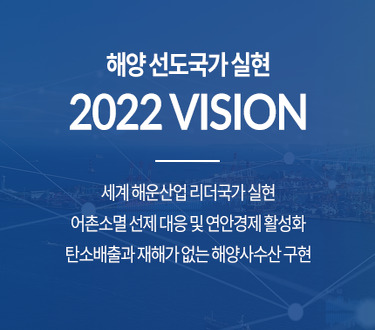 해양 선도국가 실현
2022 VISION
세계 해운산업 리더국가 실현
어촌소멸 선제 대응 및 연안경제 활성화
탄소배출과 재해가 없는 해양사수산 구현